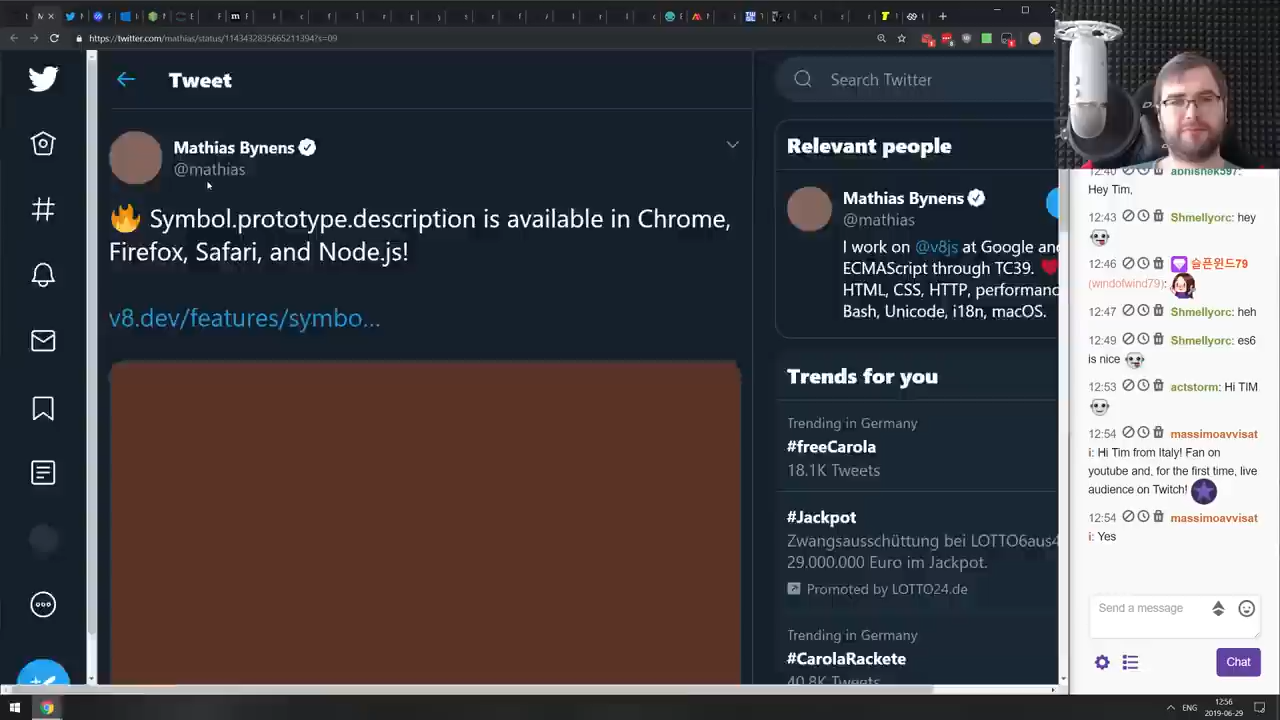 https://twitter.com/mathias/status/1143432835665211394?s=09
Tweet
Search Twitter
Mathias Bynens
@mathias
🔥 Symbol.prototype.description is available in Chrome,
Firefox, Safari, and Node.js!
v8.dev/features/symbo...
Relevant people
Mathias Bynens
@mathias
I work on @v8js at Google and
ECMAScript through TC39. ❤
HTML, CSS, HTTP, performanc
Bash, Unicode, i18n, macOS.
Trends for you
Trending in Germany
#freeCarola
18.1K Tweets
#Jackpot
Zwangsausschüttung bei LOTTO6aus4
29.000.000 Euro im Jackpot.
Promoted by LOTTO24.de
Trending in Germany
#CarolaRackete
40.8K Tweets
12:40 abhishek597:
Hey Tim,
12:43 Shmellyorc: hey
12:46 슬픈윈드79
(windofwind79):
12:47 Shmellyorc: heh
12:49 Shmellyorc: es6
is nice
12:53 actstorm: Hi TIM
12:54 massimoavvisat
i: Hi Tim from Italy! Fan on
youtube and, for the first time, live
audience on Twitch!
12:54 massimoavvisat
i: Yes
Send a message
Chat
ENG
12:56
2019-06-29